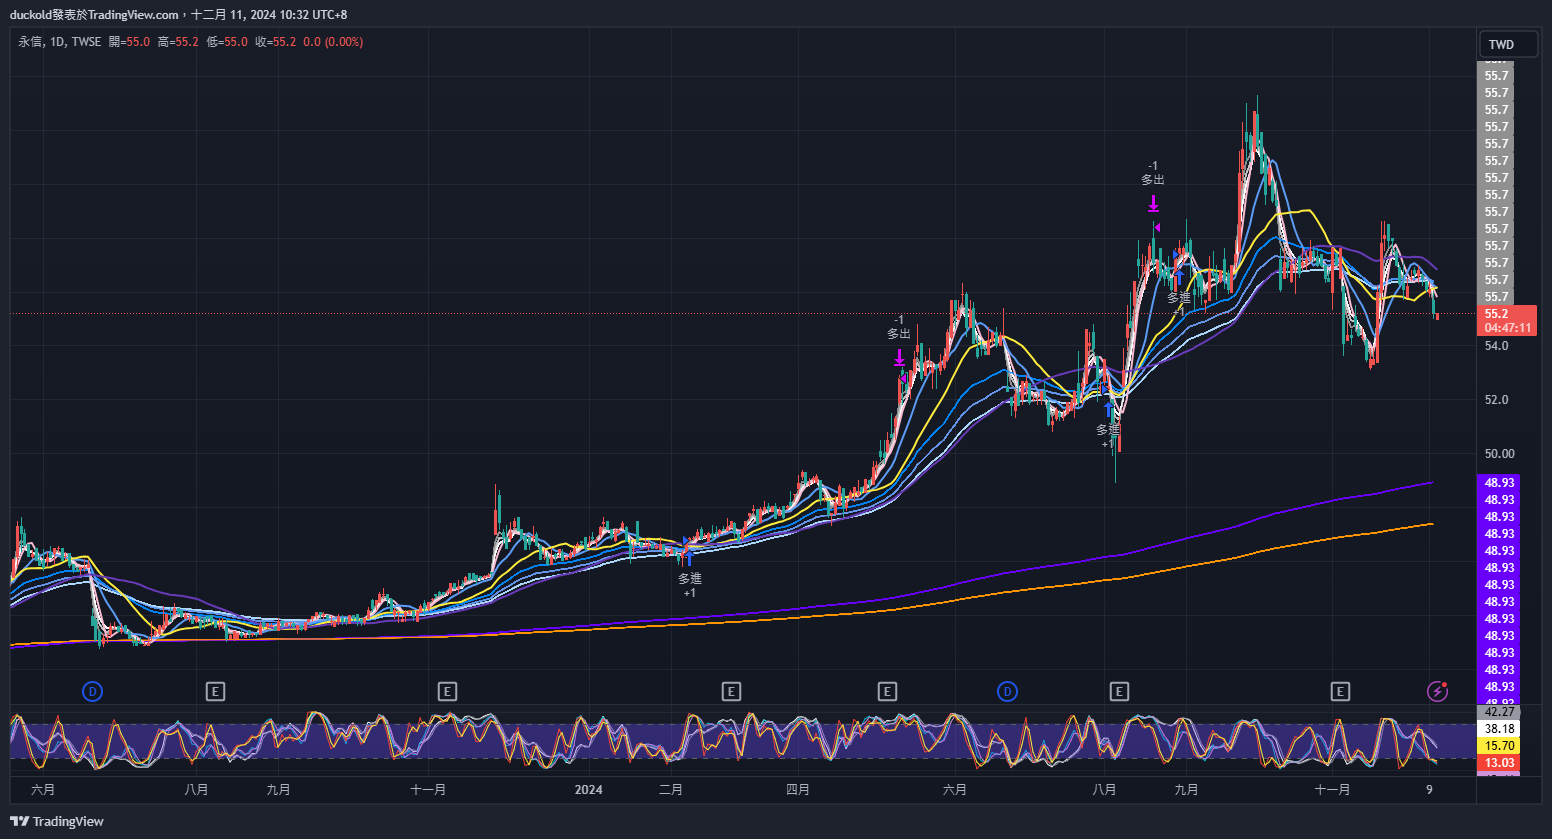 duckold發表於TradingView.com，十二月 11, 2024 10:32 UTC+8
永信, 1D, TWSE 開=55.0 高=55.2 低=55.0 收=55.2 0.0 (0.00%)
TWD
55.7
55.7
55.7
55.7
55.7
55.7
55.7
55.7
55.7
55.7
55.7
55.7
55.7
55.7
55.2
04:47:11
54.0
52.0
50.00
48.93
48.93
48.93
48.93
48.93
48.93
48.93
48.93
48.93
48.93
48.93
48.93
48.93
-1
多出
-1
多出
多進
+1
多進
+1
多進
+1
D
E
E
E
E
D
E
E
42.27
38.18
15.70
13.03
六月 八月 九月 十一月 2024 二月 四月 六月 八月 九月 十一月 9
TradingView